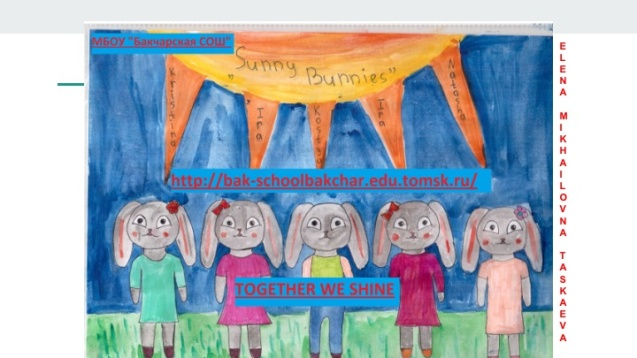 МБОУ "Бакчарская СОШ"
„Sunny Bunnies”
Kristina
Ira
Kostya
Ira
Natasha
http://bak-schoolbakchar.edu.tomsk.ru/
TOGETHER WE SHINE
ELENA MIKHAILOVNA TASKAEVA